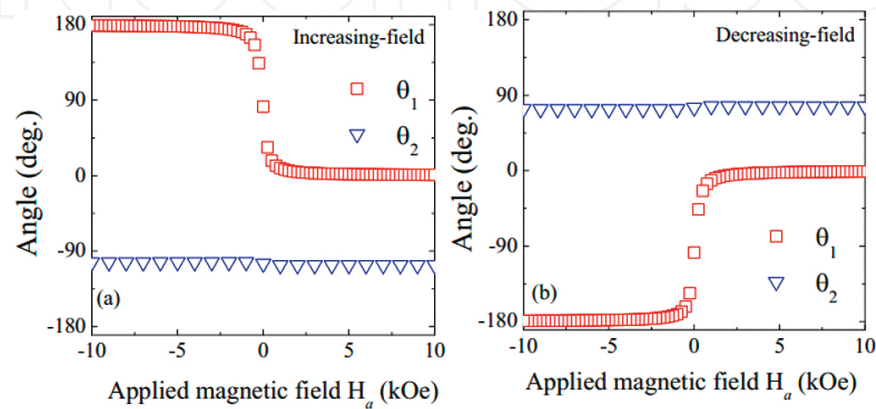 180
90
0
-90
-180
Angle (deg.)
Increasing-field
θ1
θ2
(a)
-10
-5
0
5
10
Applied magnetic field Ha (kOe)
180
90
0
-90
-180
Angle (deg.)
Decreasing-field
θ1
θ2
(b)
-10
-5
0
5
10
Applied magnetic field Ha (kOe)